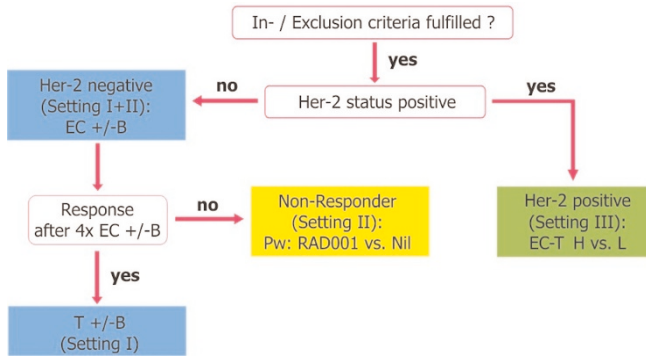 In- / Exclusion criteria fulfilled ?
yes
Her-2 negative
(Setting I+II):
EC +/-B
no
Her-2 status positive
yes
Response
after 4x EC +/-B
no
Non-Responder
(Setting II):
Pw: RAD001 vs. Nil
Her-2 positive
(Setting III):
EC-T H vs. L
yes
T +/-B
(Setting I)